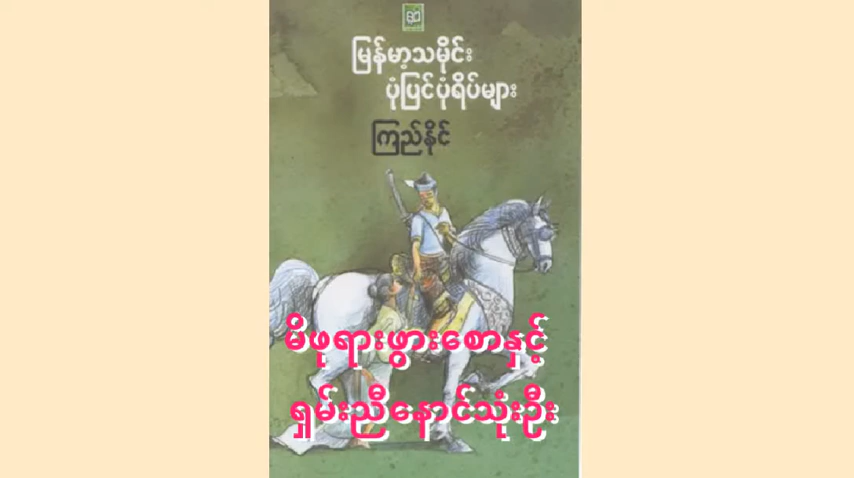 မြန်မာ့သမိုင်း
ပုံပြင်ပုံရိပ်များ
ကြည်နိုင်
မိဖုရားဖွားစောနှင့်
ရှမ်းညီနောင်သုံးဦး